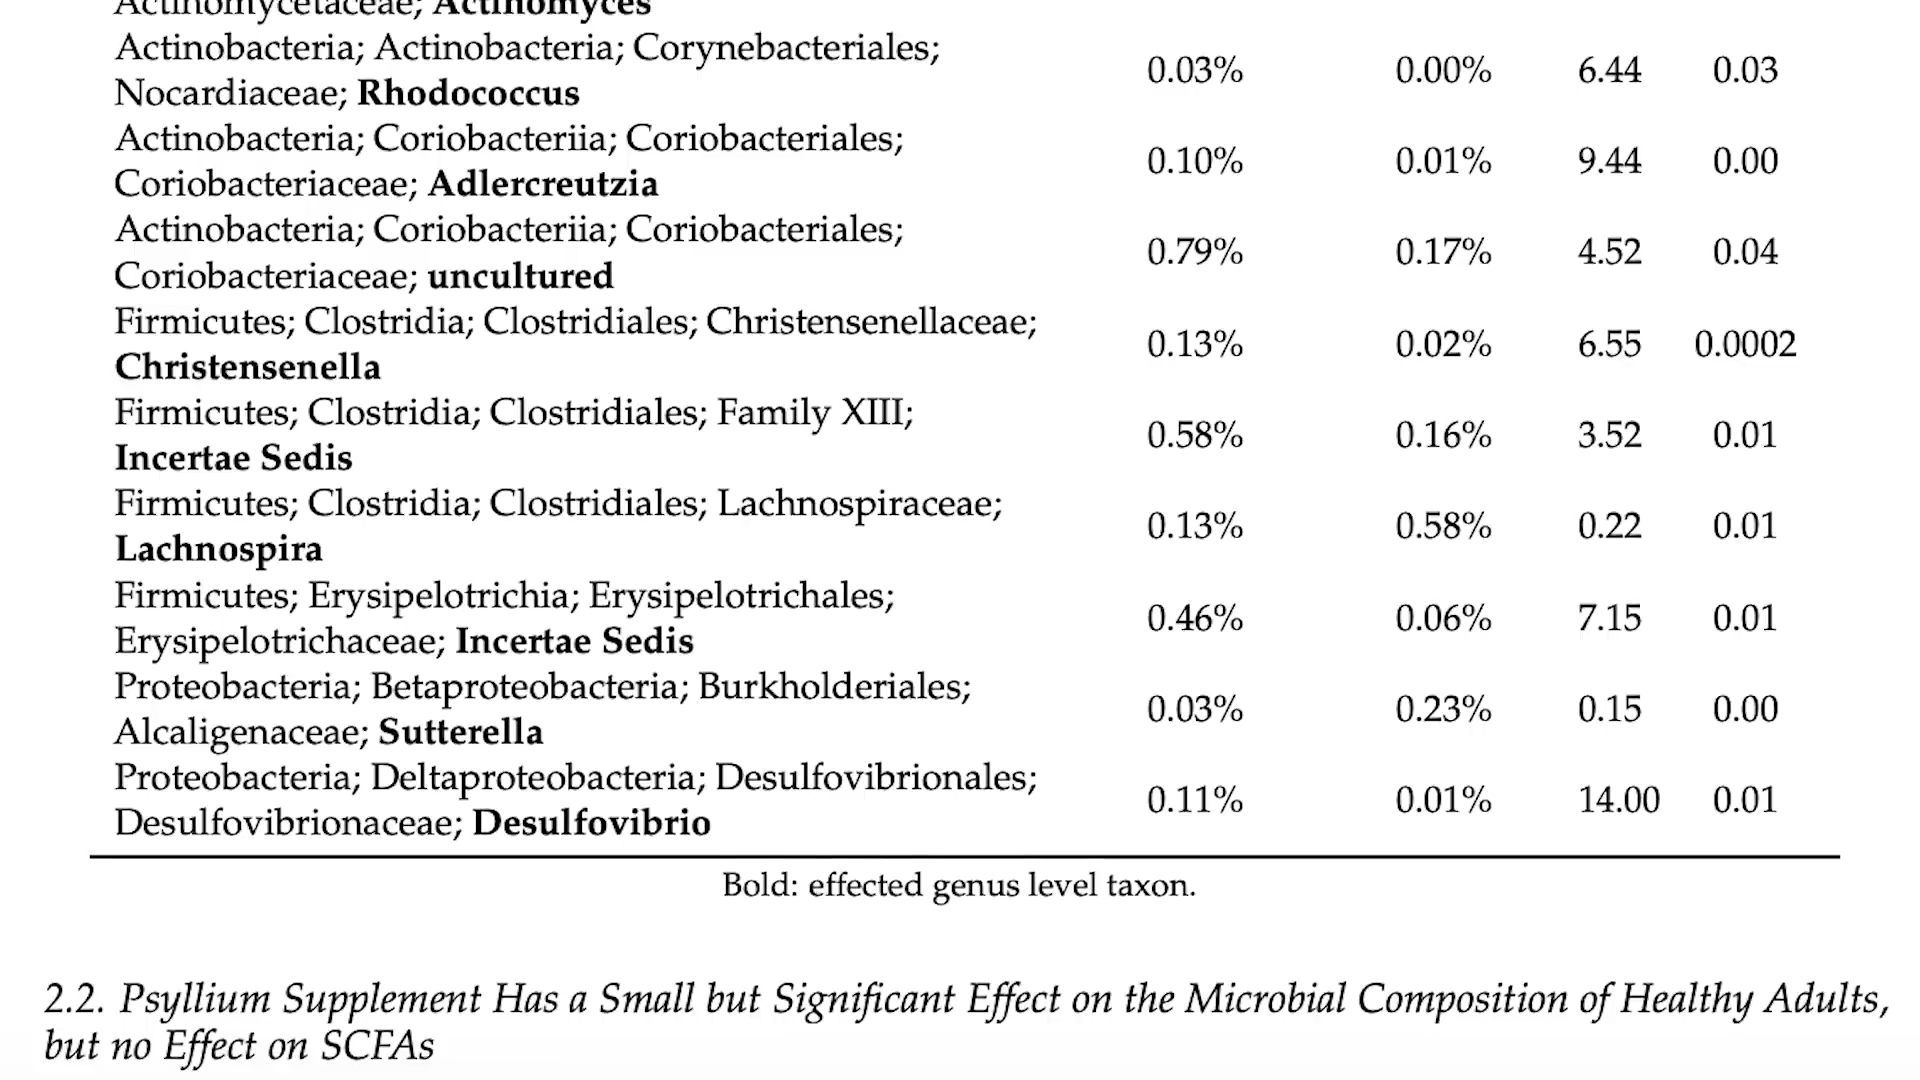 Actinomycetaceae; Actinomyces
Actinobacteria; Actinobacteria; Corynebacteriales;
Nocardiaceae; Rhodococcus
0.03% 0.00% 6.44 0.03
Actinobacteria; Coriobacteriia; Coriobacteriales;
Coriobacteriaceae; Adlercreutzia
0.10% 0.01% 9.44 0.00
Actinobacteria; Coriobacteriia; Coriobacteriales;
Coriobacteriaceae; uncultured
0.79% 0.17% 4.52 0.04
Firmicutes; Clostridia; Clostridiales; Christensenellaceae;
Christensenella
0.13% 0.02% 6.55 0.0002
Firmicutes; Clostridia; Clostridiales; Family XIII;
Incertae Sedis
0.58% 0.16% 3.52 0.01
Firmicutes; Clostridia; Clostridiales; Lachnospiraceae;
Lachnospira
0.13% 0.58% 0.22 0.01
Firmicutes; Erysipelotrichia; Erysipelotrichales;
Erysipelotrichaceae; Incertae Sedis
0.46% 0.06% 7.15 0.01
Proteobacteria; Betaproteobacteria; Burkholderiales;
Alcaligenaceae; Sutterella
0.03% 0.23% 0.15 0.00
Proteobacteria; Deltaproteobacteria; Desulfovibrionales;
Desulfovibrionaceae; Desulfovibrio
0.11% 0.01% 14.00 0.01
Bold: effected genus level taxon.
2.2. Psyllium Supplement Has a Small but Significant Effect on the Microbial Composition of Healthy Adults,
but no Effect on SCFAs